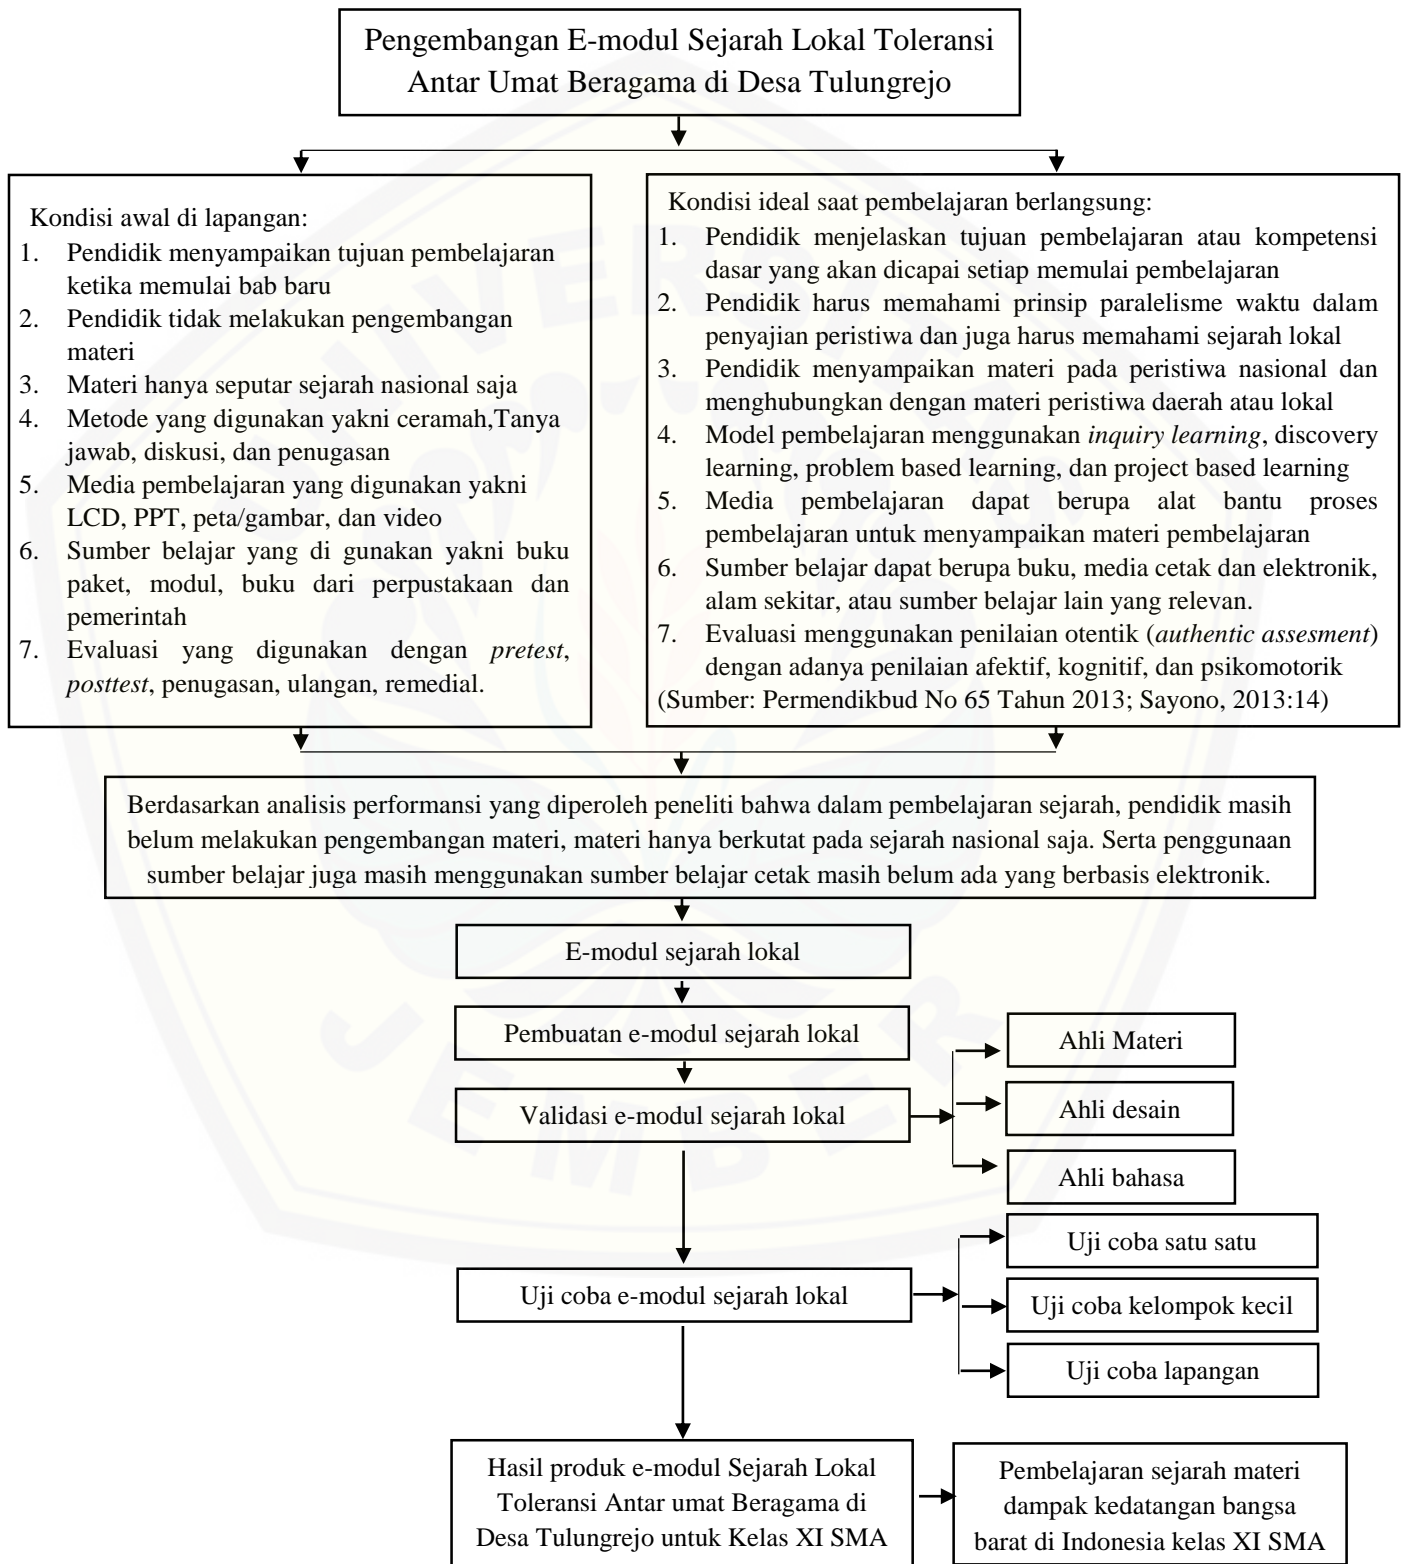 Pengembangan E-modul Sejarah Lokal Toleransi
Antar Umat Beragama di Desa Tulungrejo
Kondisi awal di lapangan:
1. Pendidik menyampaikan tujuan pembelajaran
ketika memulai bab baru
2. Pendidik tidak melakukan pengembangan
materi
3. Materi hanya seputar sejarah nasional saja
4. Metode yang digunakan yakni ceramah,Tanya
jawab, diskusi, dan penugasan
5. Media pembelajaran yang digunakan yakni
LCD, PPT, peta/gambar, dan video
6. Sumber belajar yang di gunakan yakni buku
paket, modul, buku dari perpustakaan dan
pemerintah
7. Evaluasi yang digunakan dengan pretest,
posttest, penugasan, ulangan, remedial.
Kondisi ideal saat pembelajaran berlangsung:
1. Pendidik menjelaskan tujuan pembelajaran atau kompetensi
dasar yang akan dicapai setiap memulai pembelajaran
2. Pendidik harus memahami prinsip paralelisme waktu dalam
penyajian peristiwa dan juga harus memahami sejarah lokal
3. Pendidik menyampaikan materi pada peristiwa nasional dan
menghubungkan dengan materi peristiwa daerah atau lokal
4. Model pembelajaran menggunakan inquiry learning, discovery
learning, problem based learning, dan project based learning
5. Media pembelajaran dapat berupa alat bantu proses
pembelajaran untuk menyampaikan materi pembelajaran
6. Sumber belajar dapat berupa buku, media cetak dan elektronik,
alam sekitar, atau sumber belajar lain yang relevan.
7. Evaluasi menggunakan penilaian otentik (authentic assesment)
dengan adanya penilaian afektif, kognitif, dan psikomotorik
(Sumber: Permendikbud No 65 Tahun 2013; Sayono, 2013:14)
Berdasarkan analisis performansi yang diperoleh peneliti bahwa dalam pembelajaran sejarah, pendidik masih
belum melakukan pengembangan materi, materi hanya berkutat pada sejarah nasional saja. Serta penggunaan
sumber belajar juga masih menggunakan sumber belajar cetak masih belum ada yang berbasis elektronik.
E-modul sejarah lokal
Pembuatan e-modul sejarah lokal
Validasi e-modul sejarah lokal
Ahli Materi
Ahli desain
Ahli bahasa
Uji coba e-modul sejarah lokal
Uji coba satu satu
Uji coba kelompok kecil
Uji coba lapangan
Hasil produk e-modul Sejarah Lokal
Toleransi Antar umat Beragama di
Desa Tulungrejo untuk Kelas XI SMA
Pembelajaran sejarah materi
dampak kedatangan bangsa
barat di Indonesia kelas XI SMA
UNIVERSITAS
JEMBER